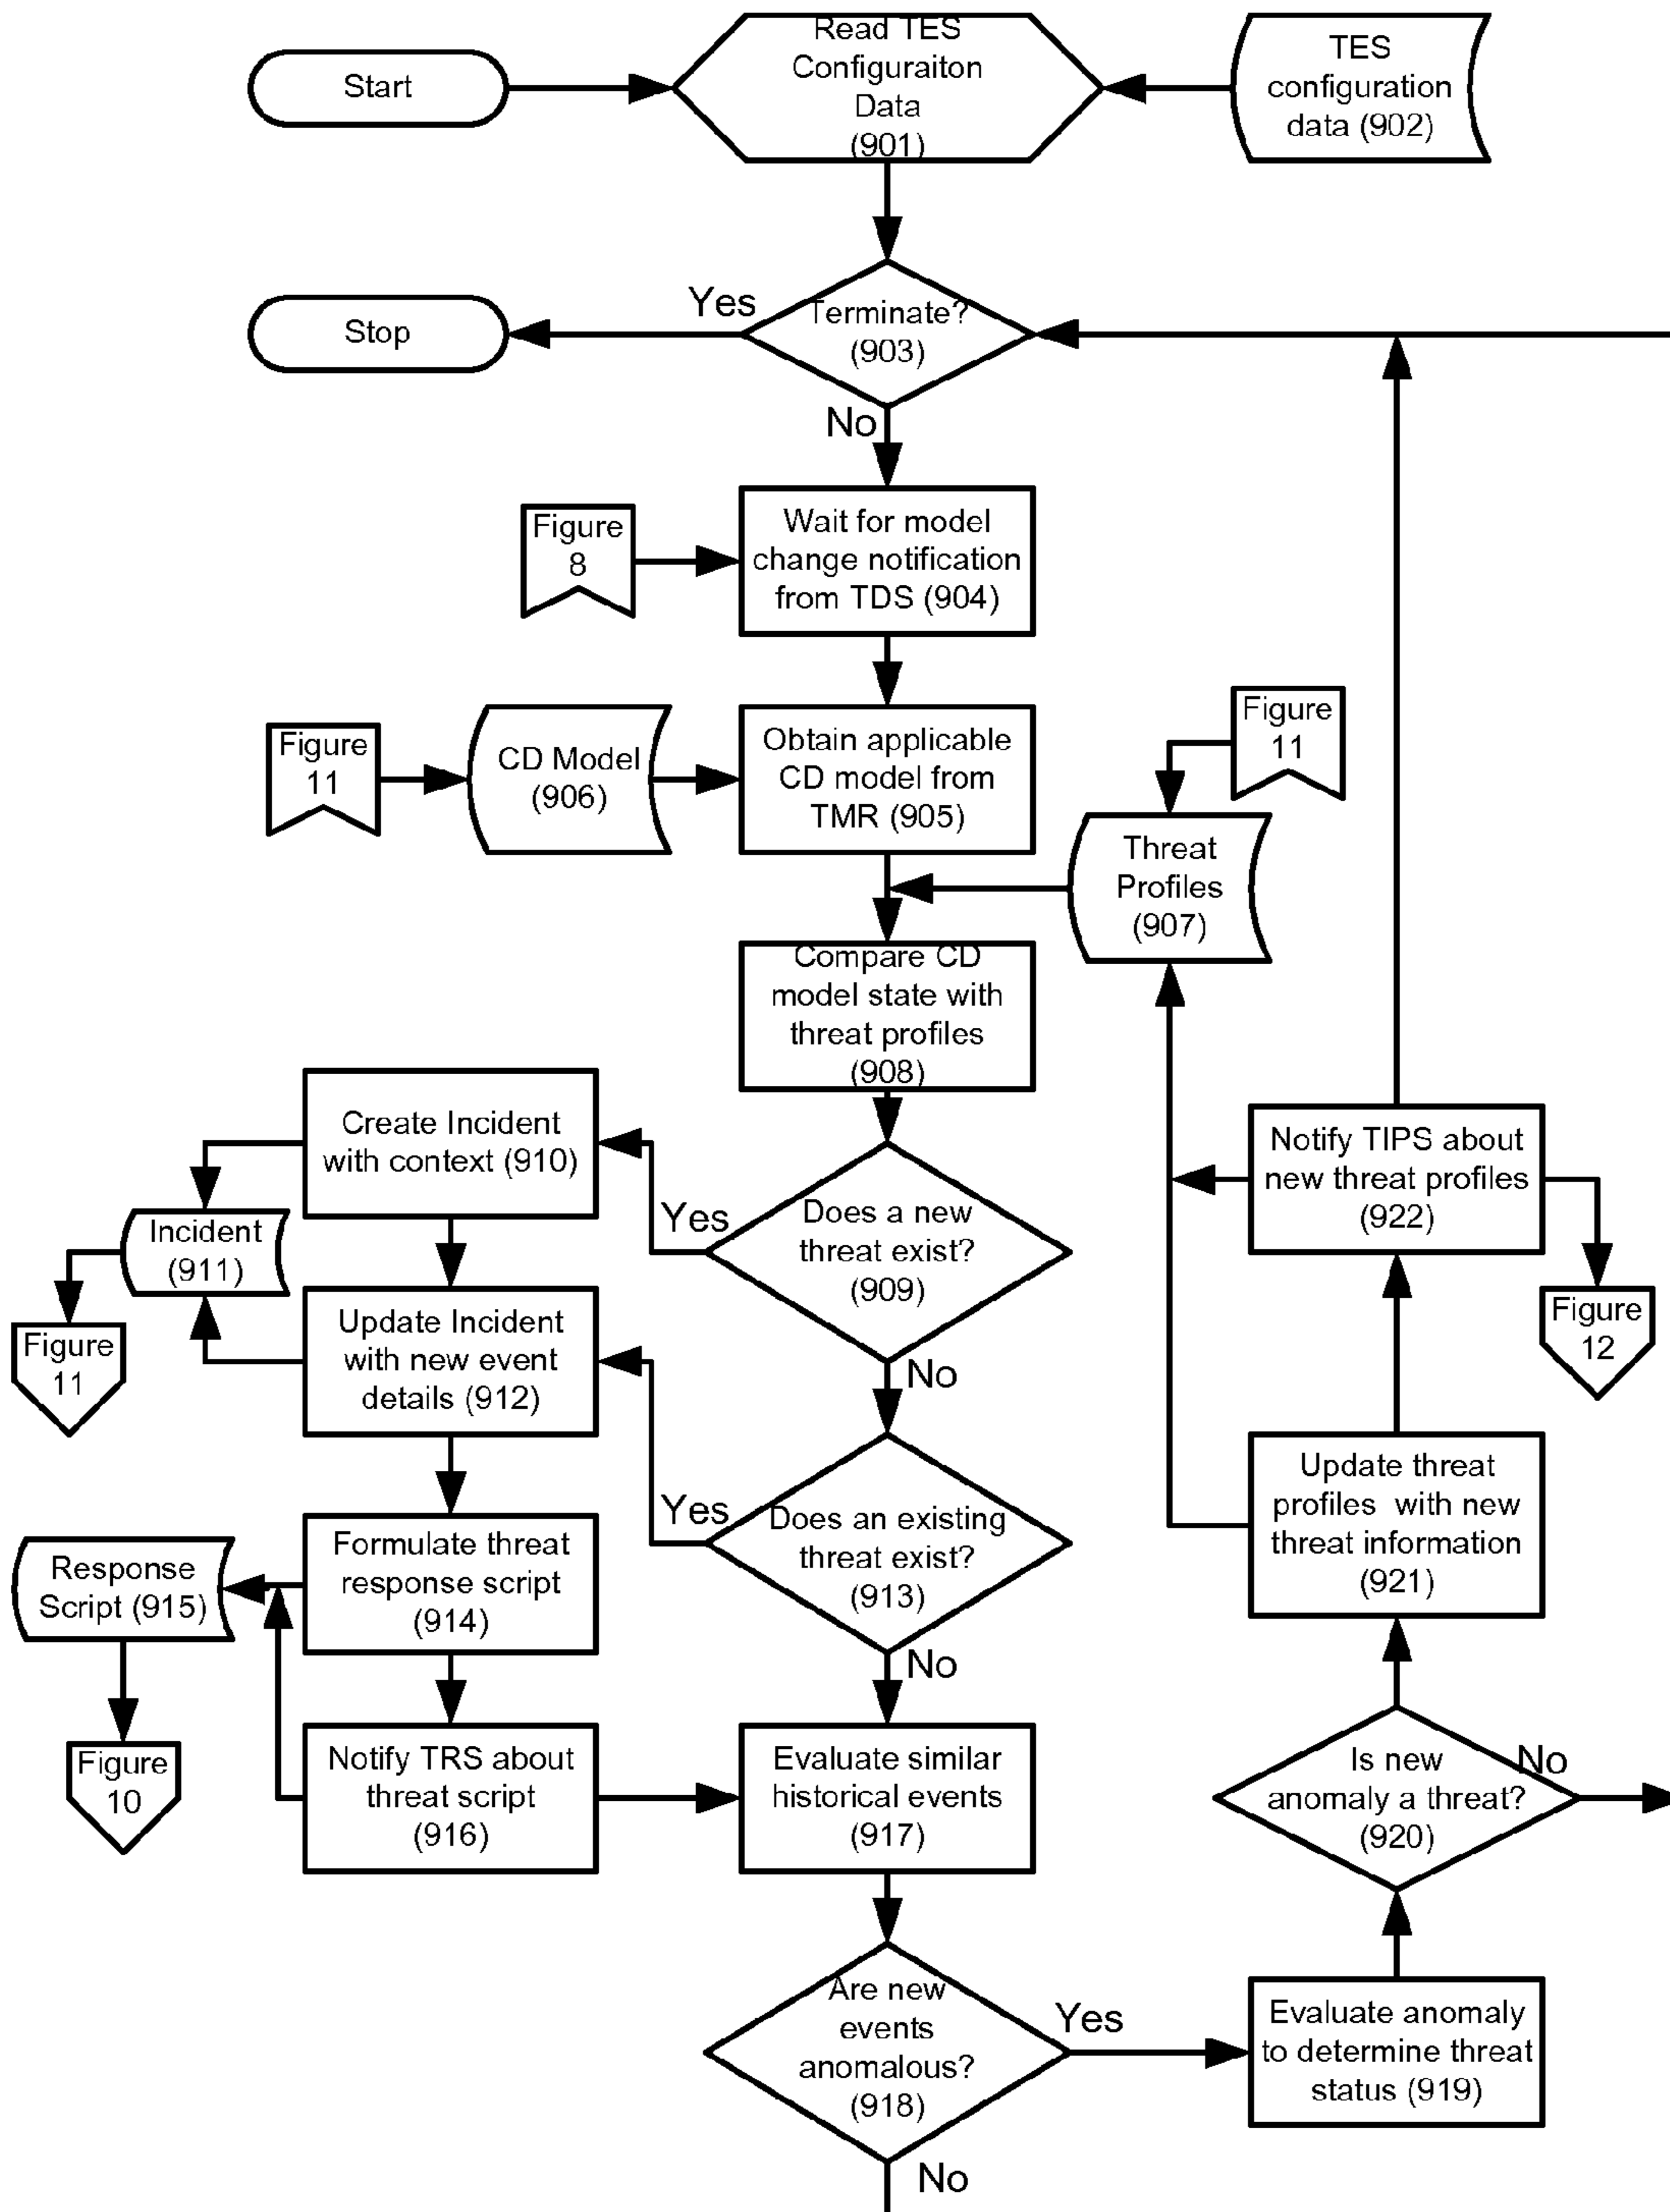 Start
Read TES
Configuraiton
Data
(901)
TES
configuration
data (902)
Stop
Yes
Terminate?
(903)
No
Figure
8
Wait for model
change notification
from TDS (904)
Figure
11
CD Model
(906)
Obtain applicable
CD model from
TMR (905)
Figure
11
Threat
Profiles
(907)
Compare CD
model state with
threat profiles
(908)
Create Incident
with context (910)
Incident
(911)
Figure
11
Yes
Does a new
threat exist?
(909)
No
Notify TIPS about
new threat profiles
(922)
Figure
12
Update Incident
with new event
details (912)
Yes
Does an existing
threat exist?
(913)
No
Update threat
profiles with new
threat information
(921)
Response
Script (915)
Formulate threat
response script
(914)
Figure
10
Notify TRS about
threat script
(916)
Evaluate similar
historical events
(917)
Is new
anomaly a threat?
(920)
No
Are new
events
anomalous?
(918)
Yes
Evaluate anomaly
to determine threat
status (919)
No